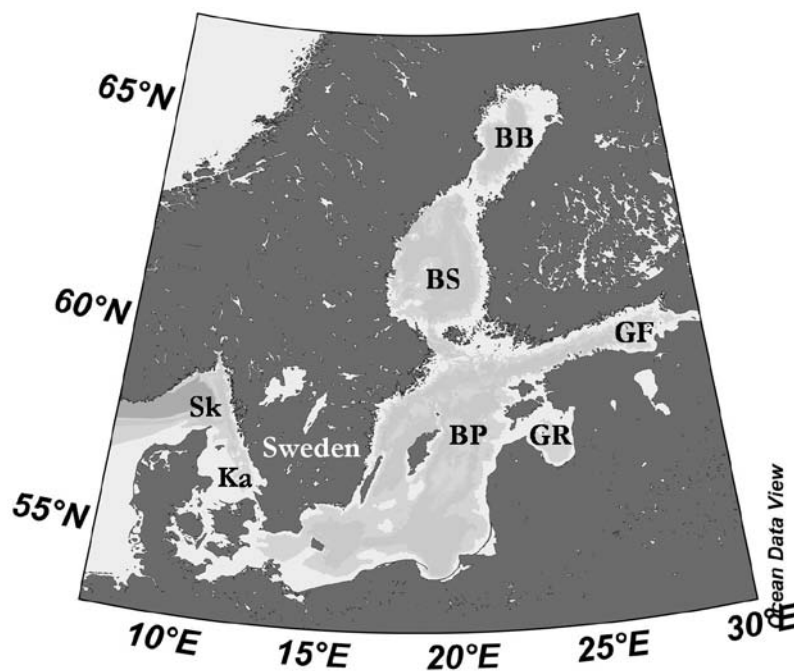 65°N
BB
BS
60°N
GF
Sk
BP
GR
Sweden
Ka
55°N
10°E
15°E
20°E
25°E
30°E
Ocean Data View